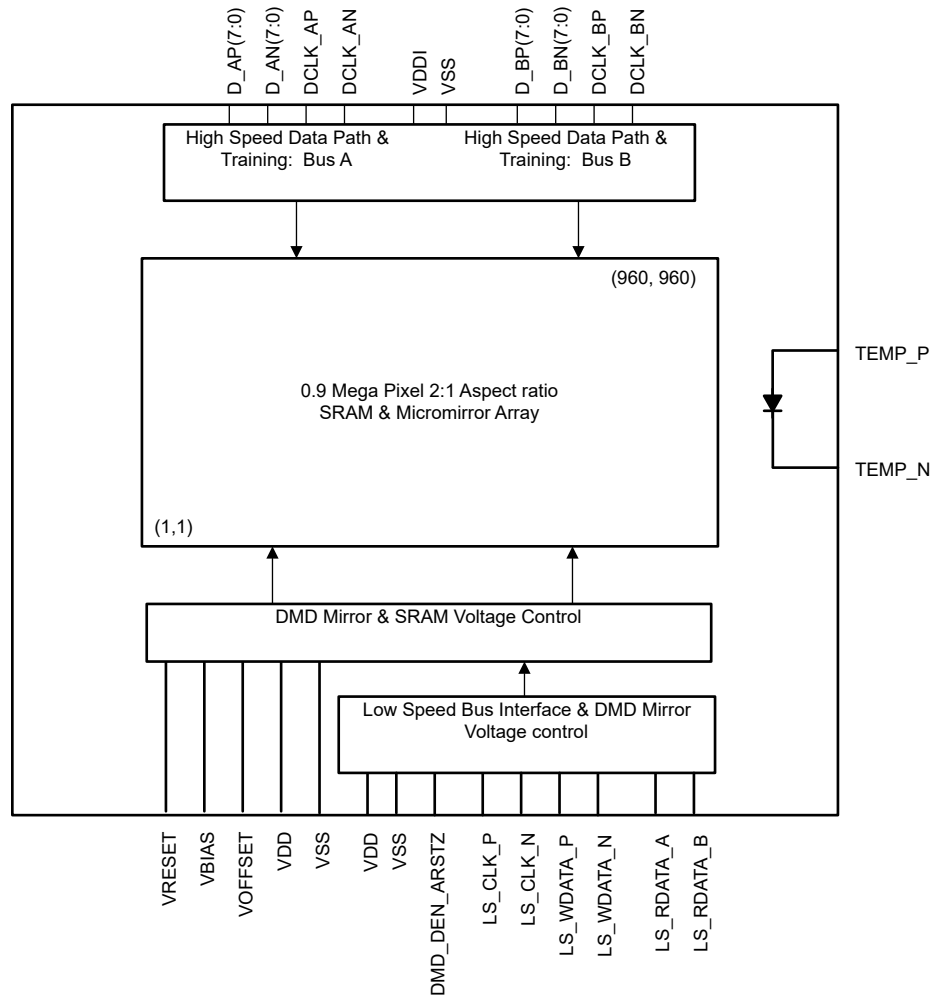 D_AP(7:0)
D_AN(7:0)
DCLK_AP
DCLK_AN
VDDI
VSS
D_BP(7:0)
D_BN(7:0)
DCLK_BP
DCLK_BN
High Speed Data Path &
Training: Bus A
High Speed Data Path &
Training: Bus B
(960, 960)
TEMP_P
0.9 Mega Pixel 2:1 Aspect ratio
SRAM & Micromirror Array
TEMP_N
(1,1)
DMD Mirror & SRAM Voltage Control
Low Speed Bus Interface & DMD Mirror
Voltage control
VRESET
VBIAS
VOFFSET
VDD
VSS
VDD
VSS
DMD_DEN_ARSTZ
LS_CLK_P
LS_CLK_N
LS_WDATA_P
LS_WDATA_N
LS_RDATA_A
LS_RDATA_B